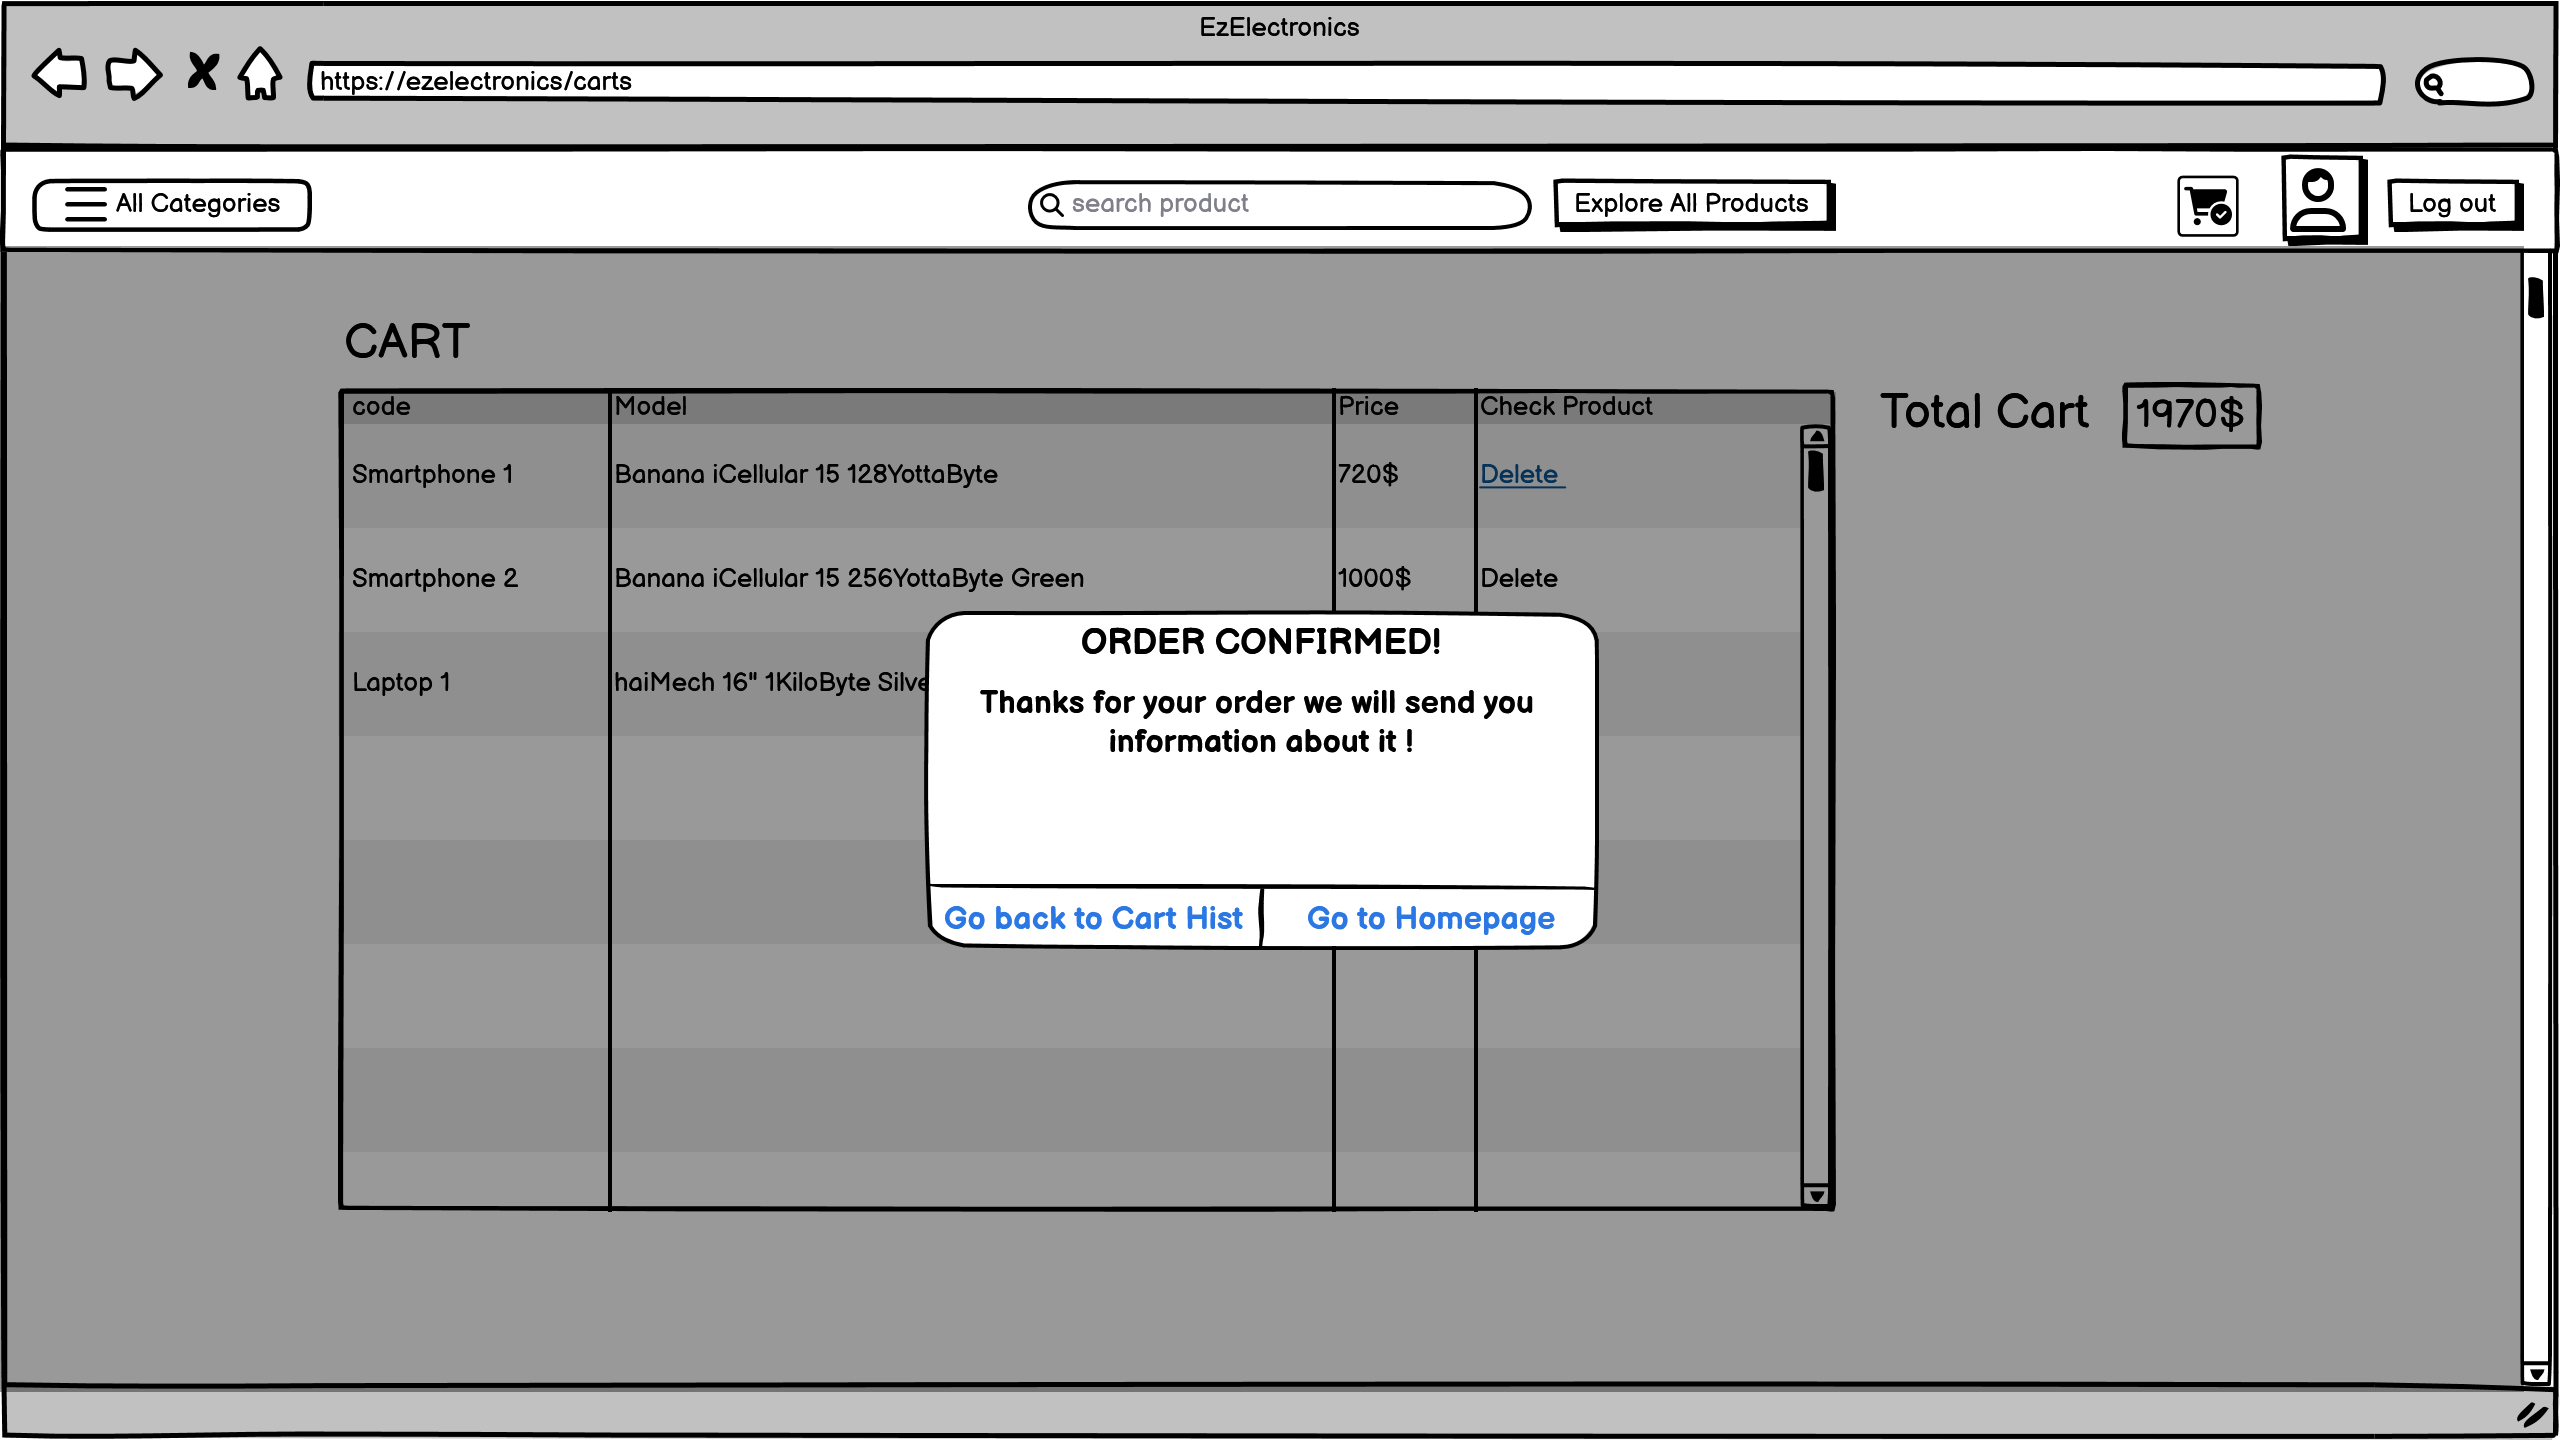 EzElectronics
https://ezelectronics/carts
All Categories
search product
Explore All Products
Log out
CART
code Model Price Check Product
Total Cart 1970$
Smartphone 1 Banana iCellular 15 128YottaByte 720$ Delete
Smartphone 2 Banana iCellular 15 256YottaByte Green 1000$ Delete
Laptop 1 haiMech 16" 1KiloByte
ORDER CONFIRMED!
Thanks for your order we will send you
information about it !
Go back to Cart Hist
Go to Homepage